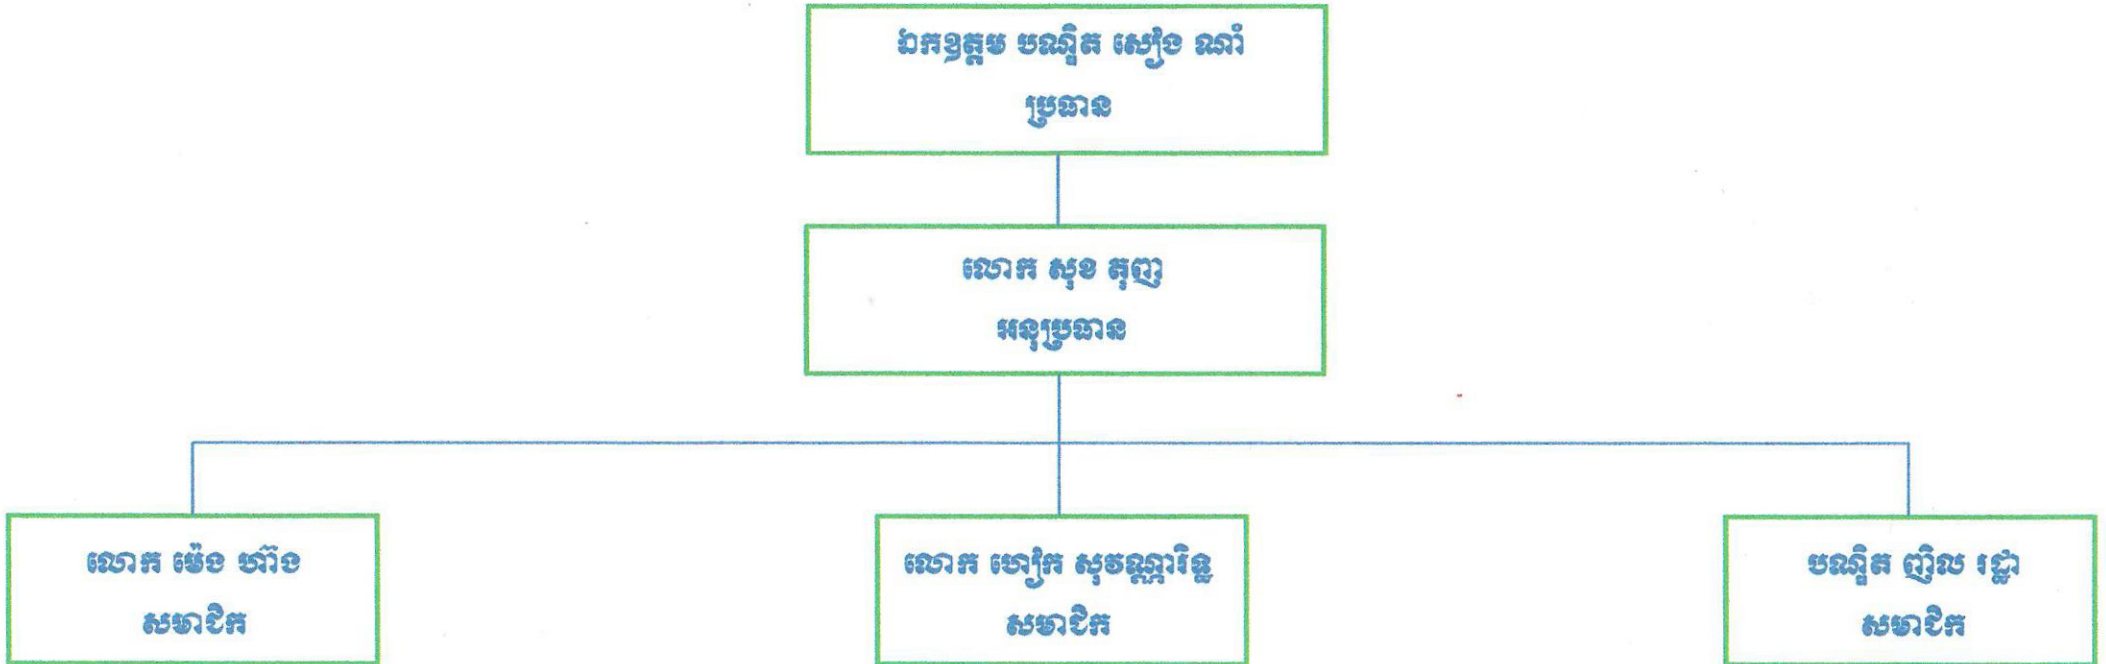 ឯកឧត្តម បណ្ឌិត សៀង ណាំ
ប្រធាន
លោក សុខ តុញ
អនុប្រធាន
លោក ម៉េង ហ៊ាង
សមាជិក
លោក ហៀក សុវណ្ណារិទ្ធ
សមាជិក
បណ្ឌិត ញិល រដ្ឋា
សមាជិក